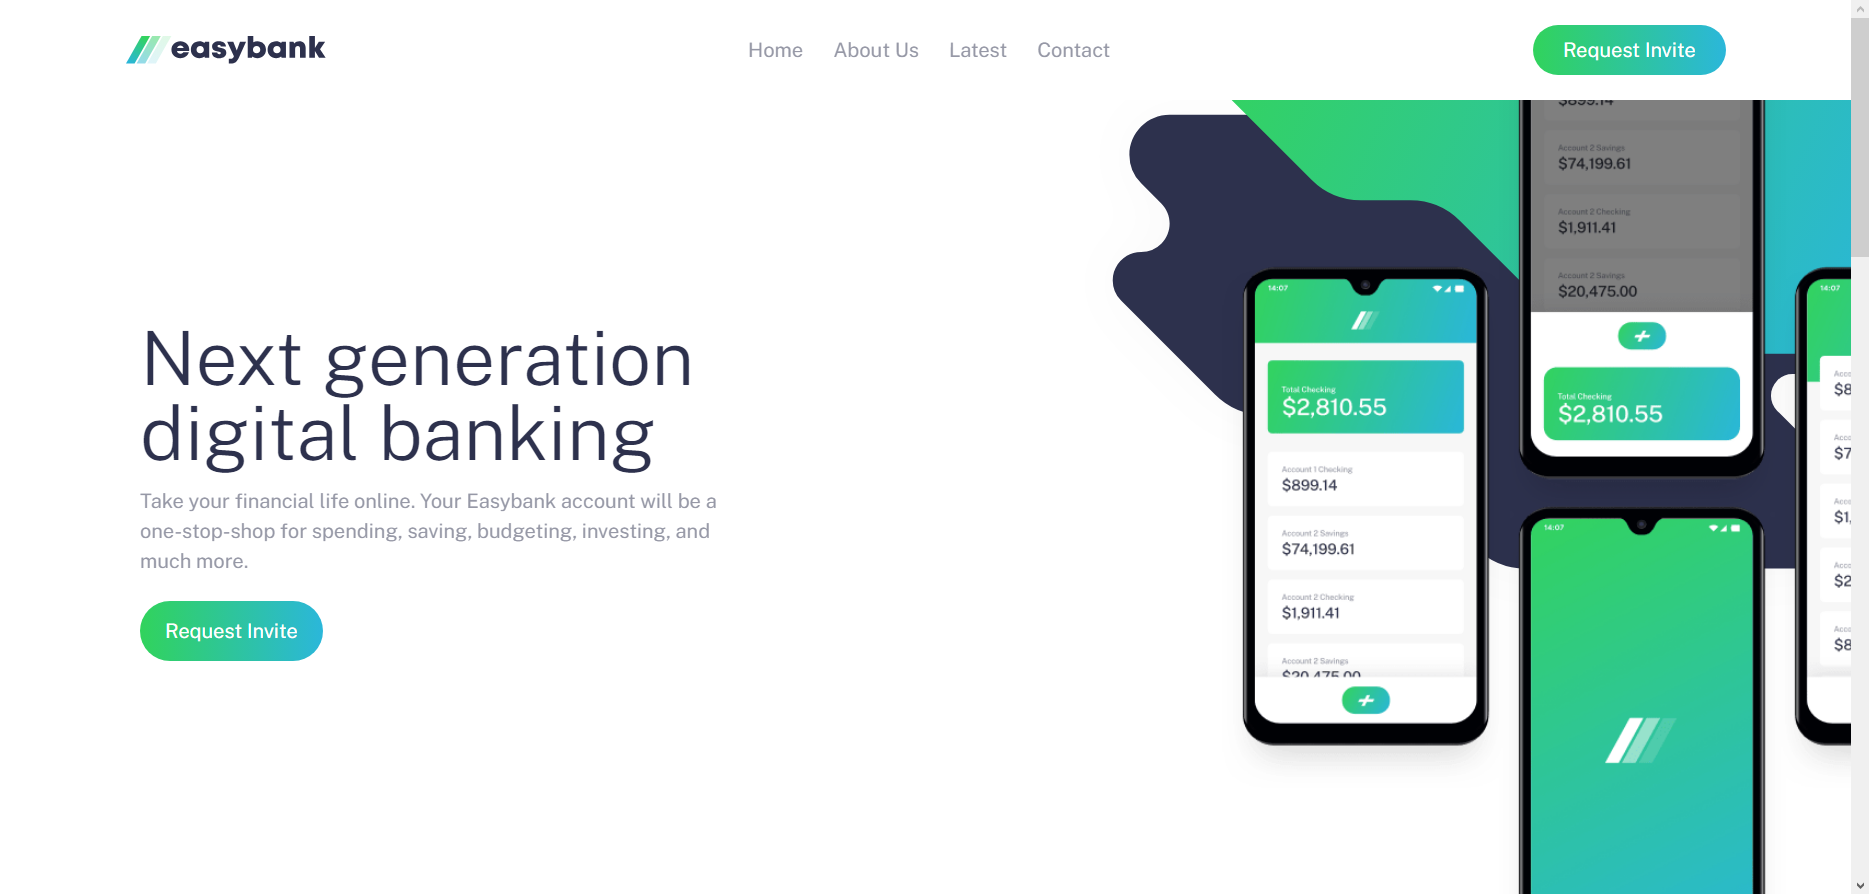 easybank
Home
About Us
Latest
Contact
Request Invite
Next generation
digital banking
Take your financial life online. Your Easybank account will be a
one-stop-shop for spending, saving, budgeting, investing, and
much more.
Request Invite
14:07
Total Checking
$2,810.55
Account 1 Checking
$899.14
Account 2 Savings
$74,199.61
Account 2 Checking
$1,911.41
Account 2 Savings
$20,475.00
$899.14
Account 2 Savings
$74,199.61
Account 2 Checking
$1,911.41
Account 2 Savings
$20,475.00
Total Checking
$2,810.55
14:07
14:07
Acco
$8
Acco
$7
Acco
$1,
Acco
$2
Acco
$8